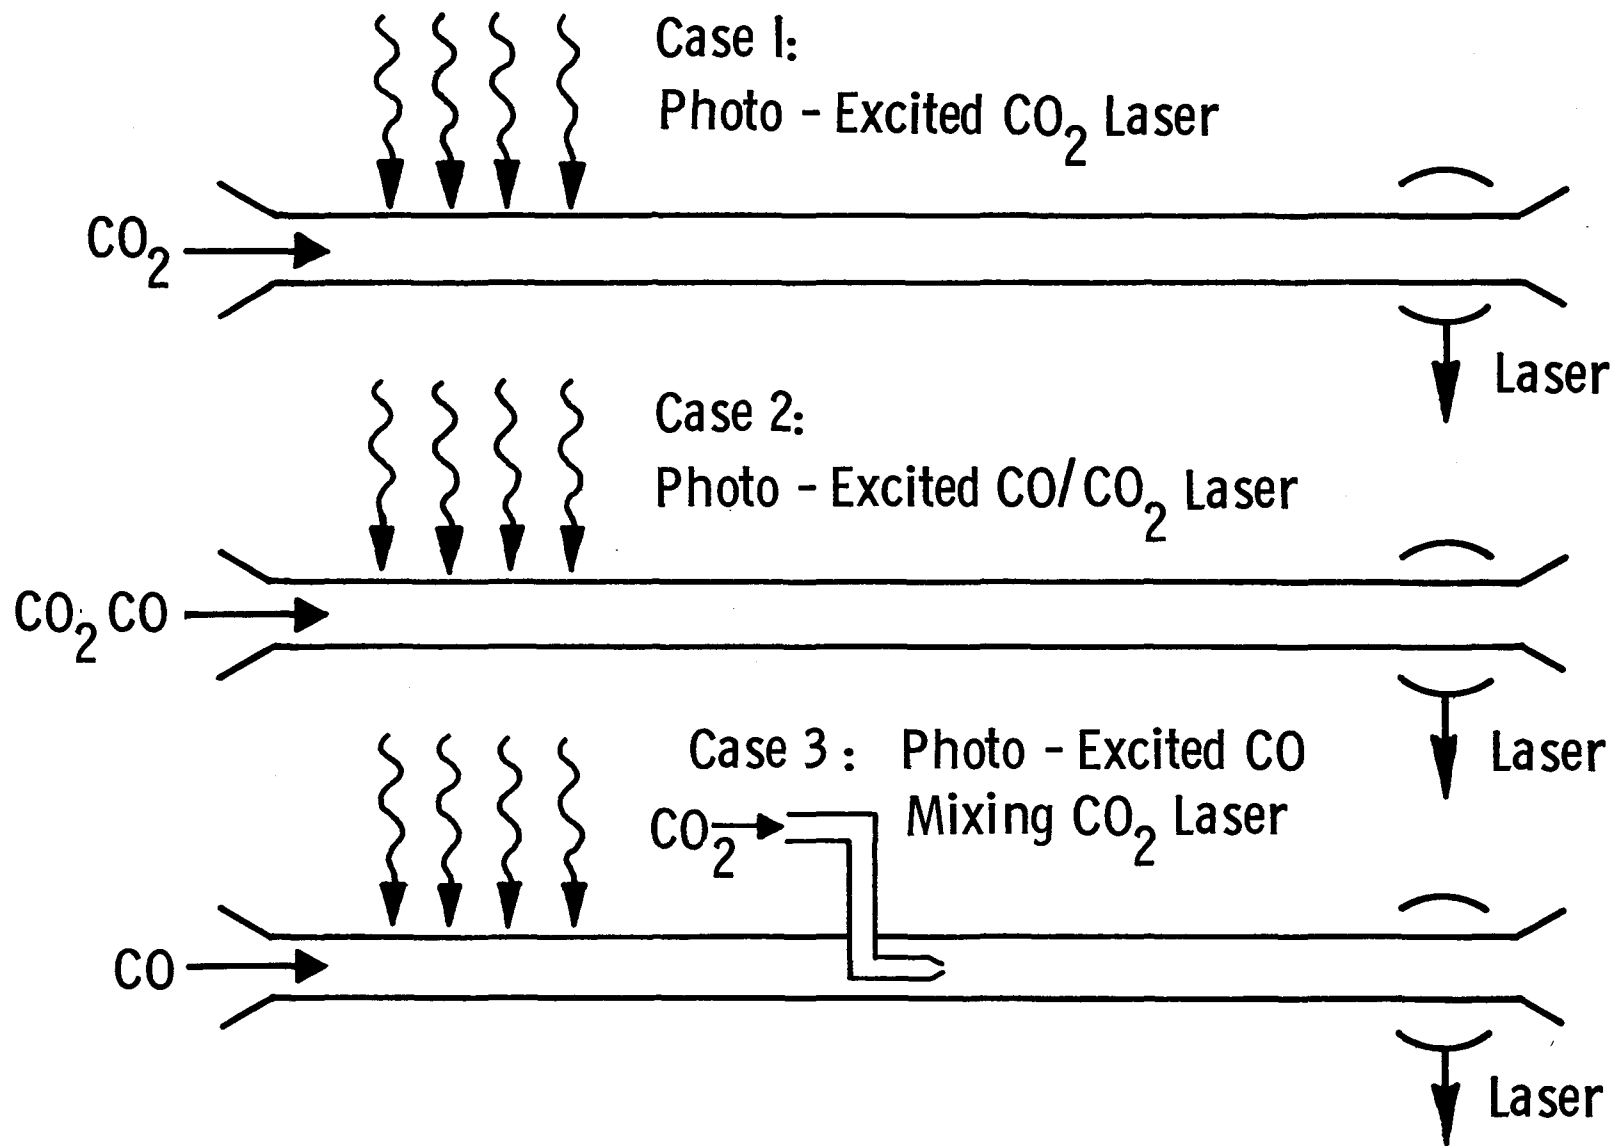 Case 1:
Photo - Excited CO₂ Laser
CO₂
Laser
Case 2:
Photo - Excited CO/CO₂ Laser
CO₂ CO
Laser
Case 3: Photo - Excited CO
Mixing CO₂ Laser
CO₂
CO
Laser